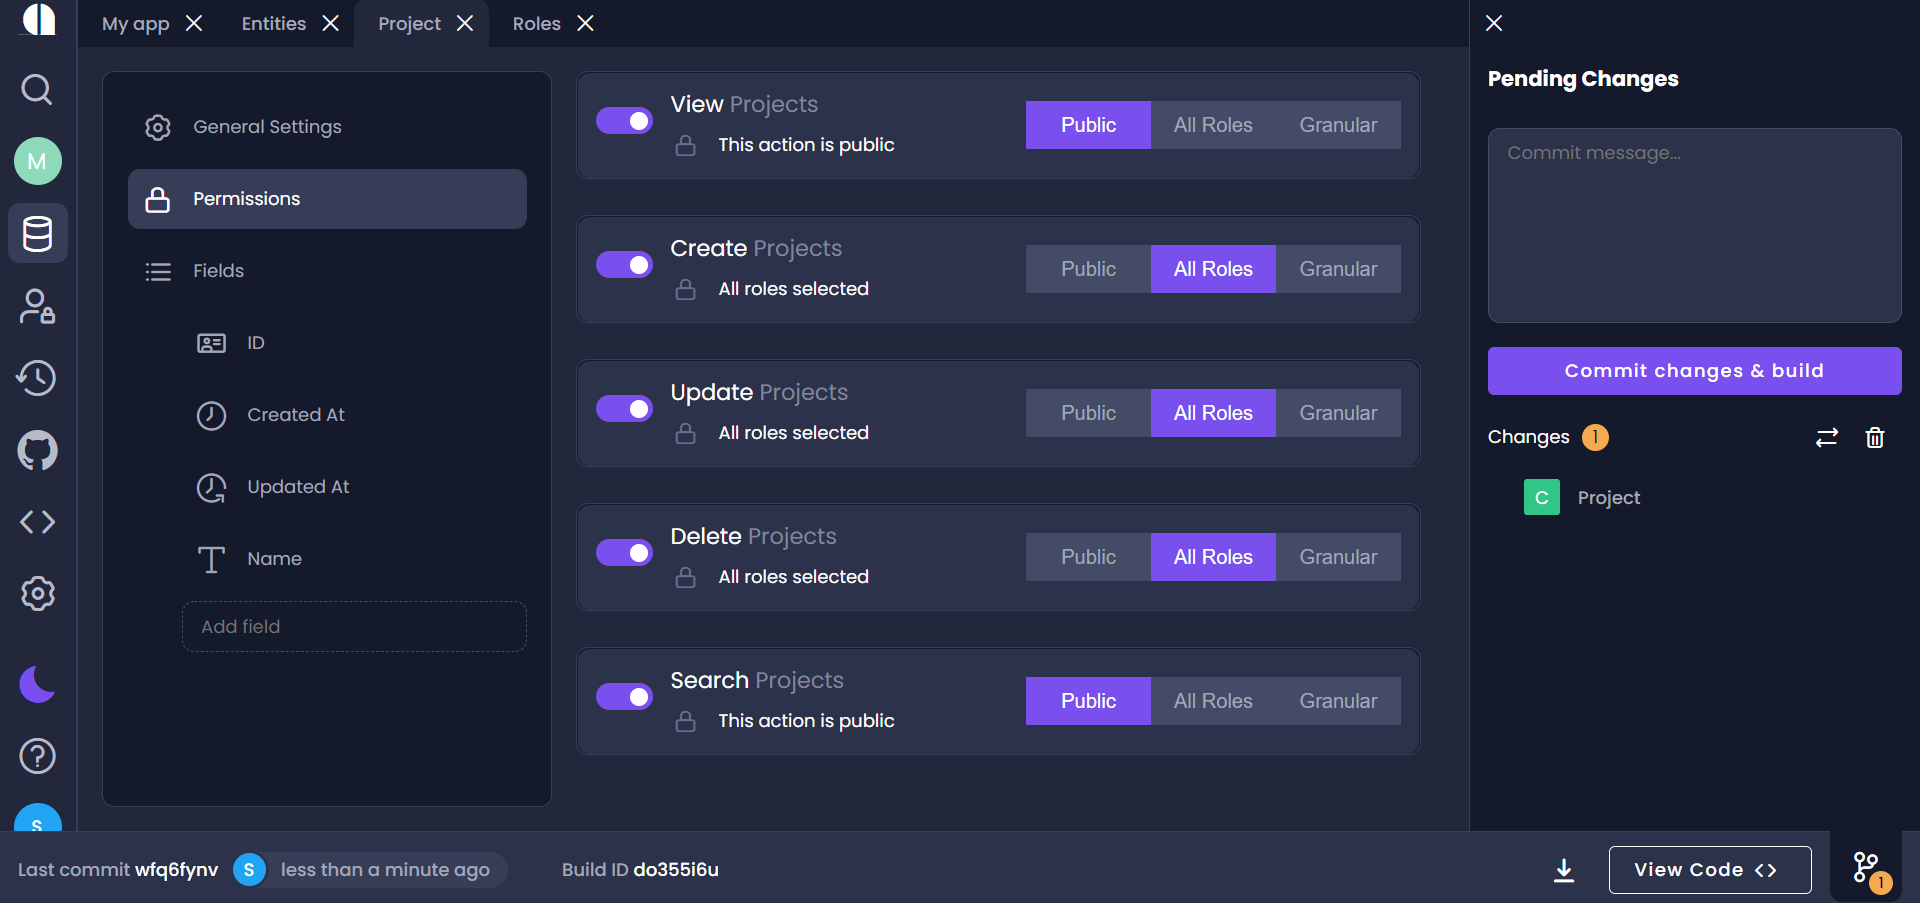 My app
Entities
Project
Roles
M
S
General Settings
Permissions
Fields
ID
Created At
Updated At
Name
Add field
View Projects
This action is public
Public
All Roles
Granular
Create Projects
All roles selected
Public
All Roles
Granular
Update Projects
All roles selected
Public
All Roles
Granular
Delete Projects
All roles selected
Public
All Roles
Granular
Search Projects
This action is public
Public
All Roles
Granular
Pending Changes
Commit message...
Commit changes & build
Changes 1
C Project
Last commit wfq6fynv S less than a minute ago
Build ID do355i6u
View Code
1